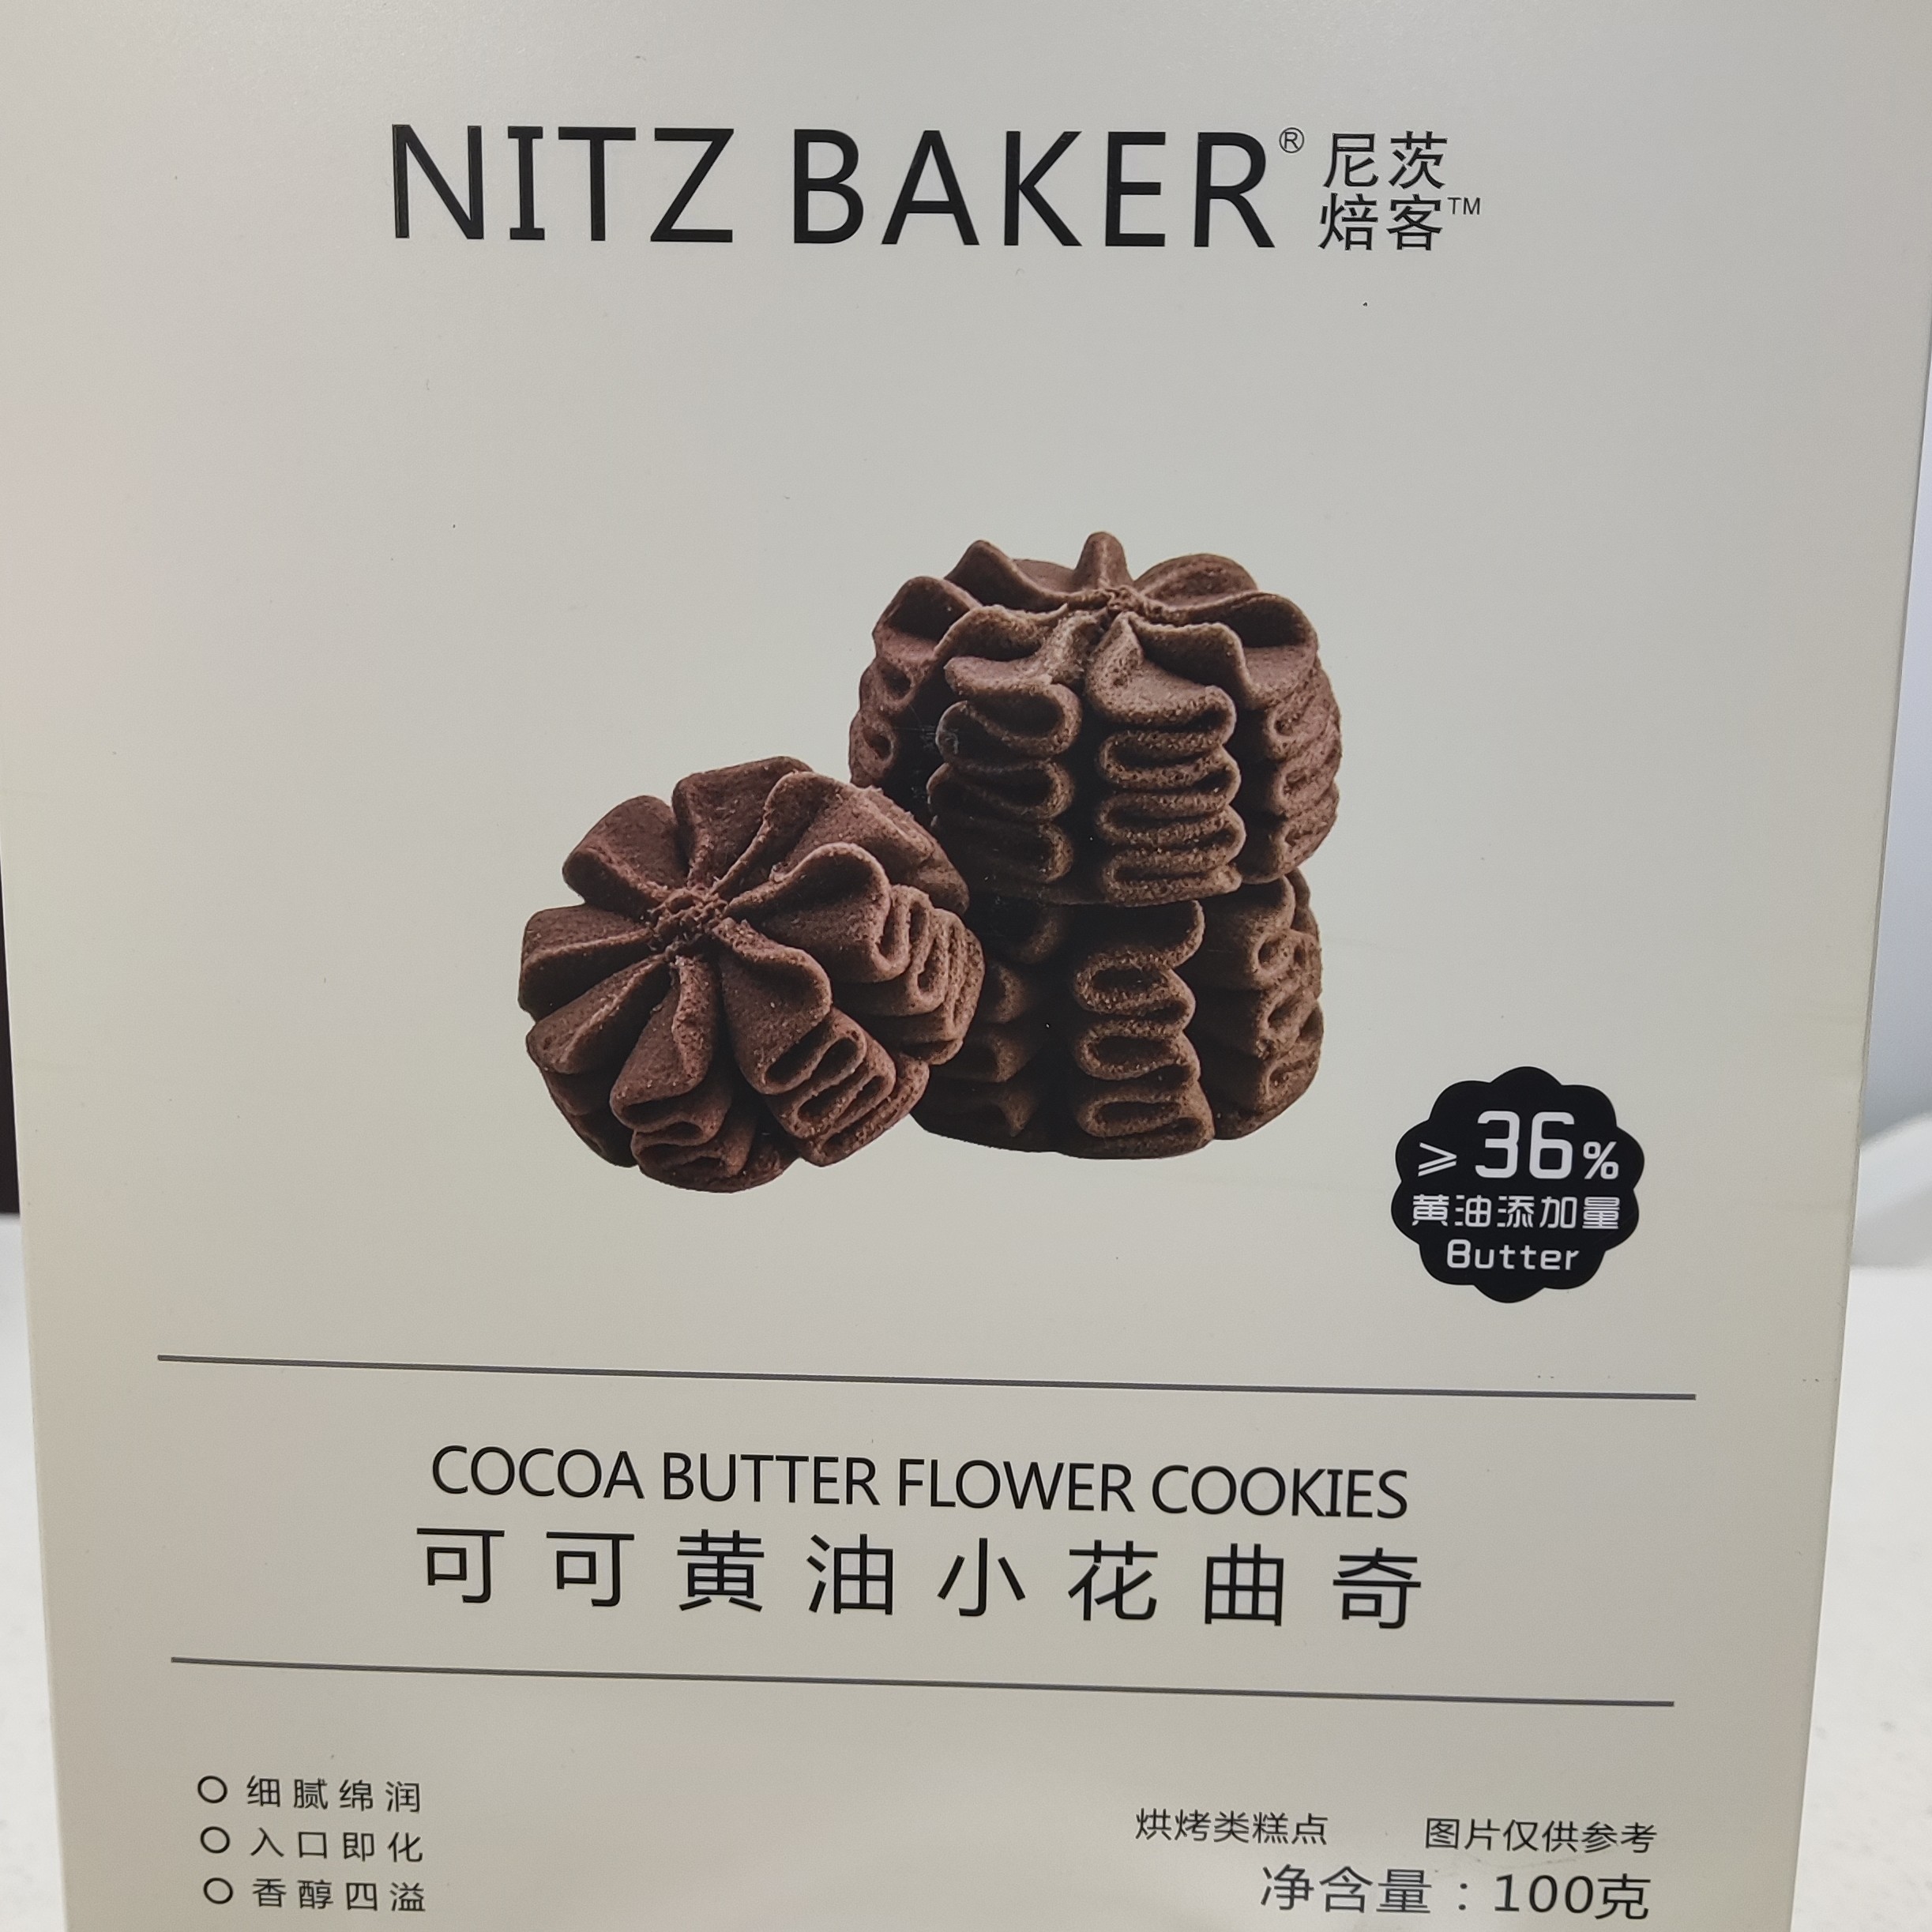 NITZ BAKER® 尼茨
焙客™
≥36%
黄油添加量
Butter
COCOA BUTTER FLOWER COOKIES
可可黄油小花曲奇
细腻绵润
入口即化
香醇四溢
烘烤类糕点 图片仅供参考
净含量：100克